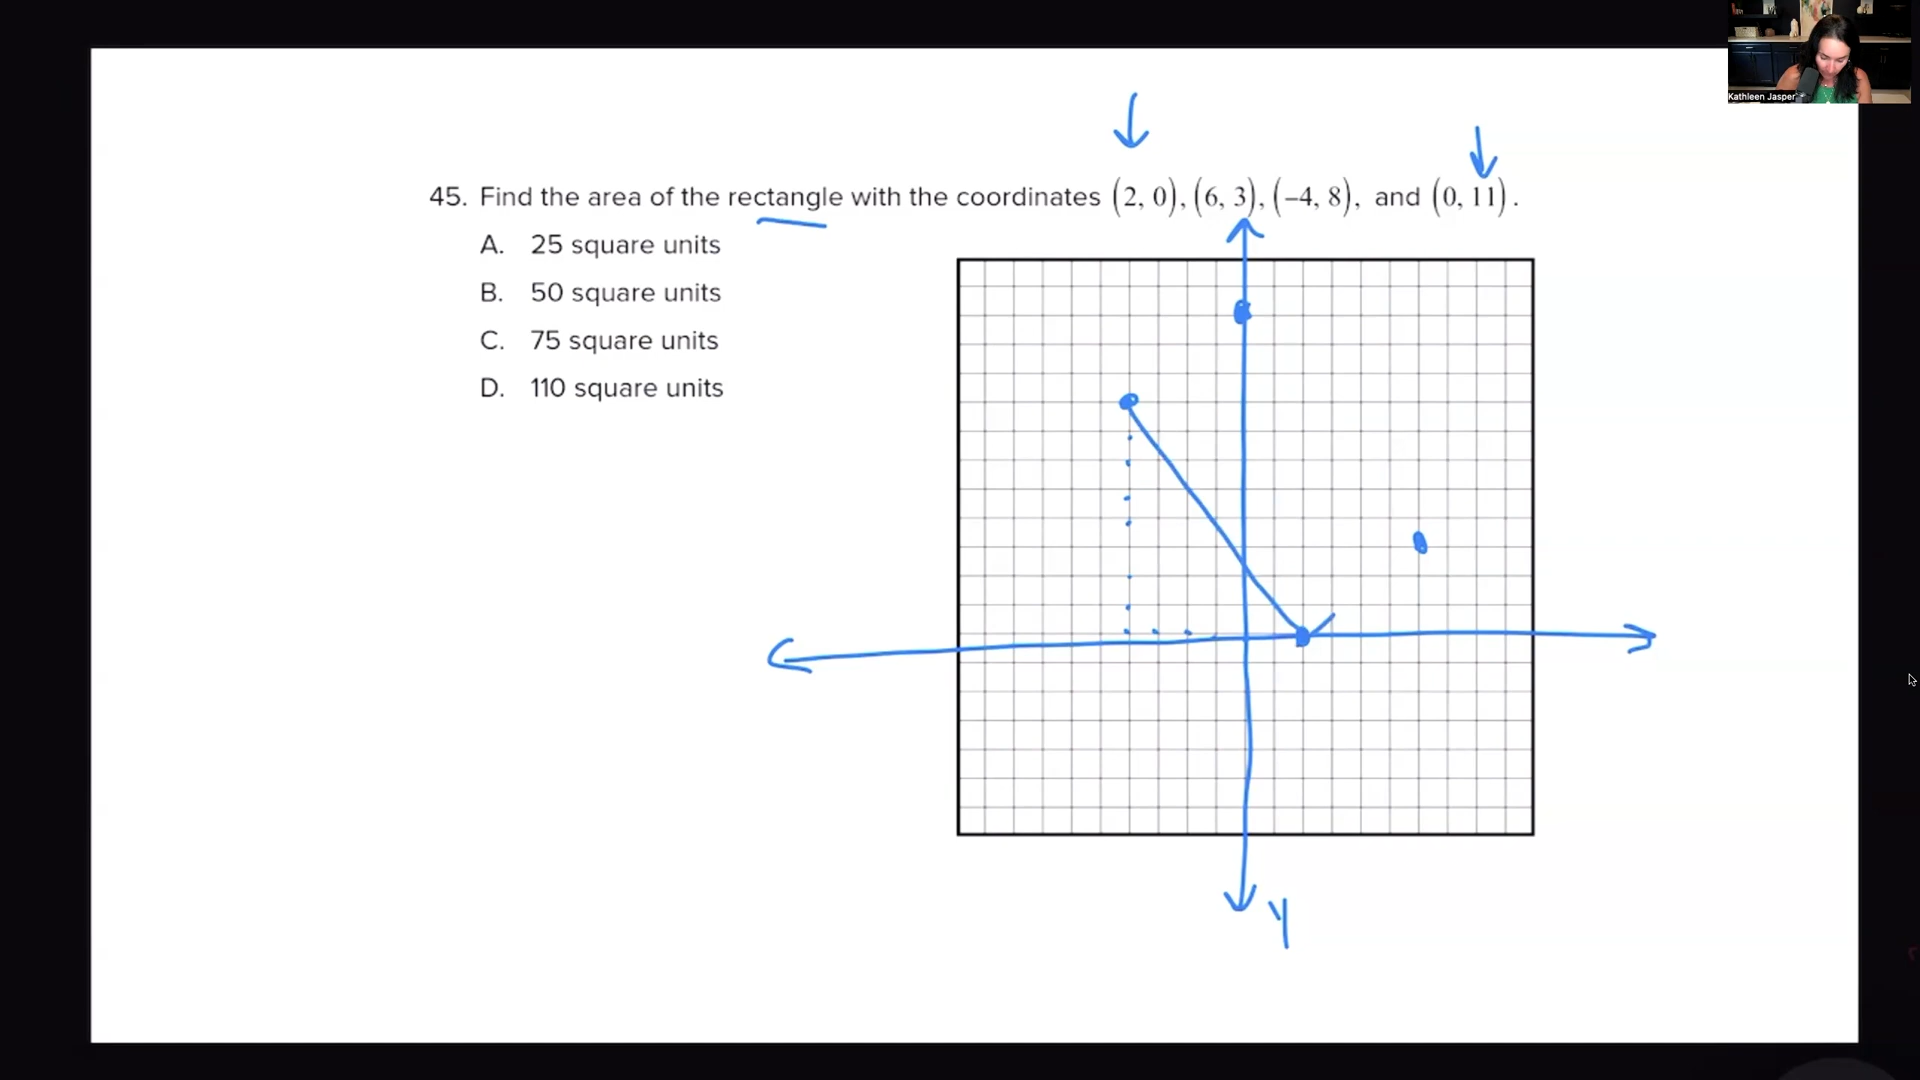 Kathleen Jasper
45. Find the area of the rectangle with the coordinates (2, 0), (6, 3), (–4, 8), and (0, 11).
A. 25 square units
B. 50 square units
C. 75 square units
D. 110 square units
y